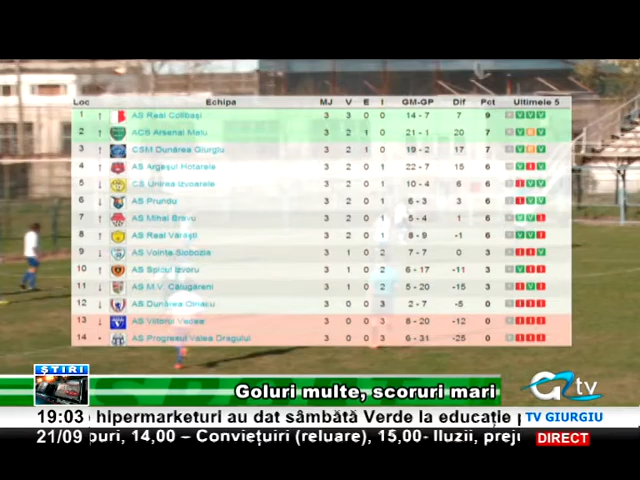 Loc Echipa MJ V E I GM-GP Dif Pct Ultimele 5
1 AS Real Colibaşi 3 3 0 0 14 - 7 7 9 V V V
2 ACS Arsenal Malu 3 2 1 0 21 - 1 20 7 V E V
3 CSM Dunărea Giurgiu 3 2 1 0 19 - 2 17 7 V E V
4 AS Argeşul Hotarele 3 2 0 1 22 - 7 15 6 I V V
5 CS Unirea Izvoarele 3 2 0 1 10 - 4 6 6 V I V
6 AS Prundu 3 2 0 1 6 - 3 3 6 I V V
7 AS Mihai Bravu 3 2 0 1 5 - 4 1 6 V V I
8 AS Real Vărăşti 3 2 0 1 8 - 9 -1 6 V V I
9 AS Voinţa Slobozia 3 1 0 2 7 - 7 0 3 I I V
10 AS Spicul Izvoru 3 1 0 2 6 - 17 -11 3 V I I
11 AS M.V. Călugăreni 3 1 0 2 5 - 20 -15 3 I V I
12 AS Dunărea 3 0 0 3 2 - 7 -5 0 I I I
13 AS Viitorul Vedea 3 0 0 3 8 - 20 -12 0 I I I
14 AS Progresul Valea Dragului 3 0 0 3 6 - 31 -25 0 I I I
ŞTIRI
Goluri multe, scoruri mari
GZtv
19:03 hipermarketuri au dat sâmbătă Verde la educaţie
TV GIURGIU
21/09 ouri, 14,00 – Convieţuiri (reluare), 15,00- Iluzii, preju
DIRECT